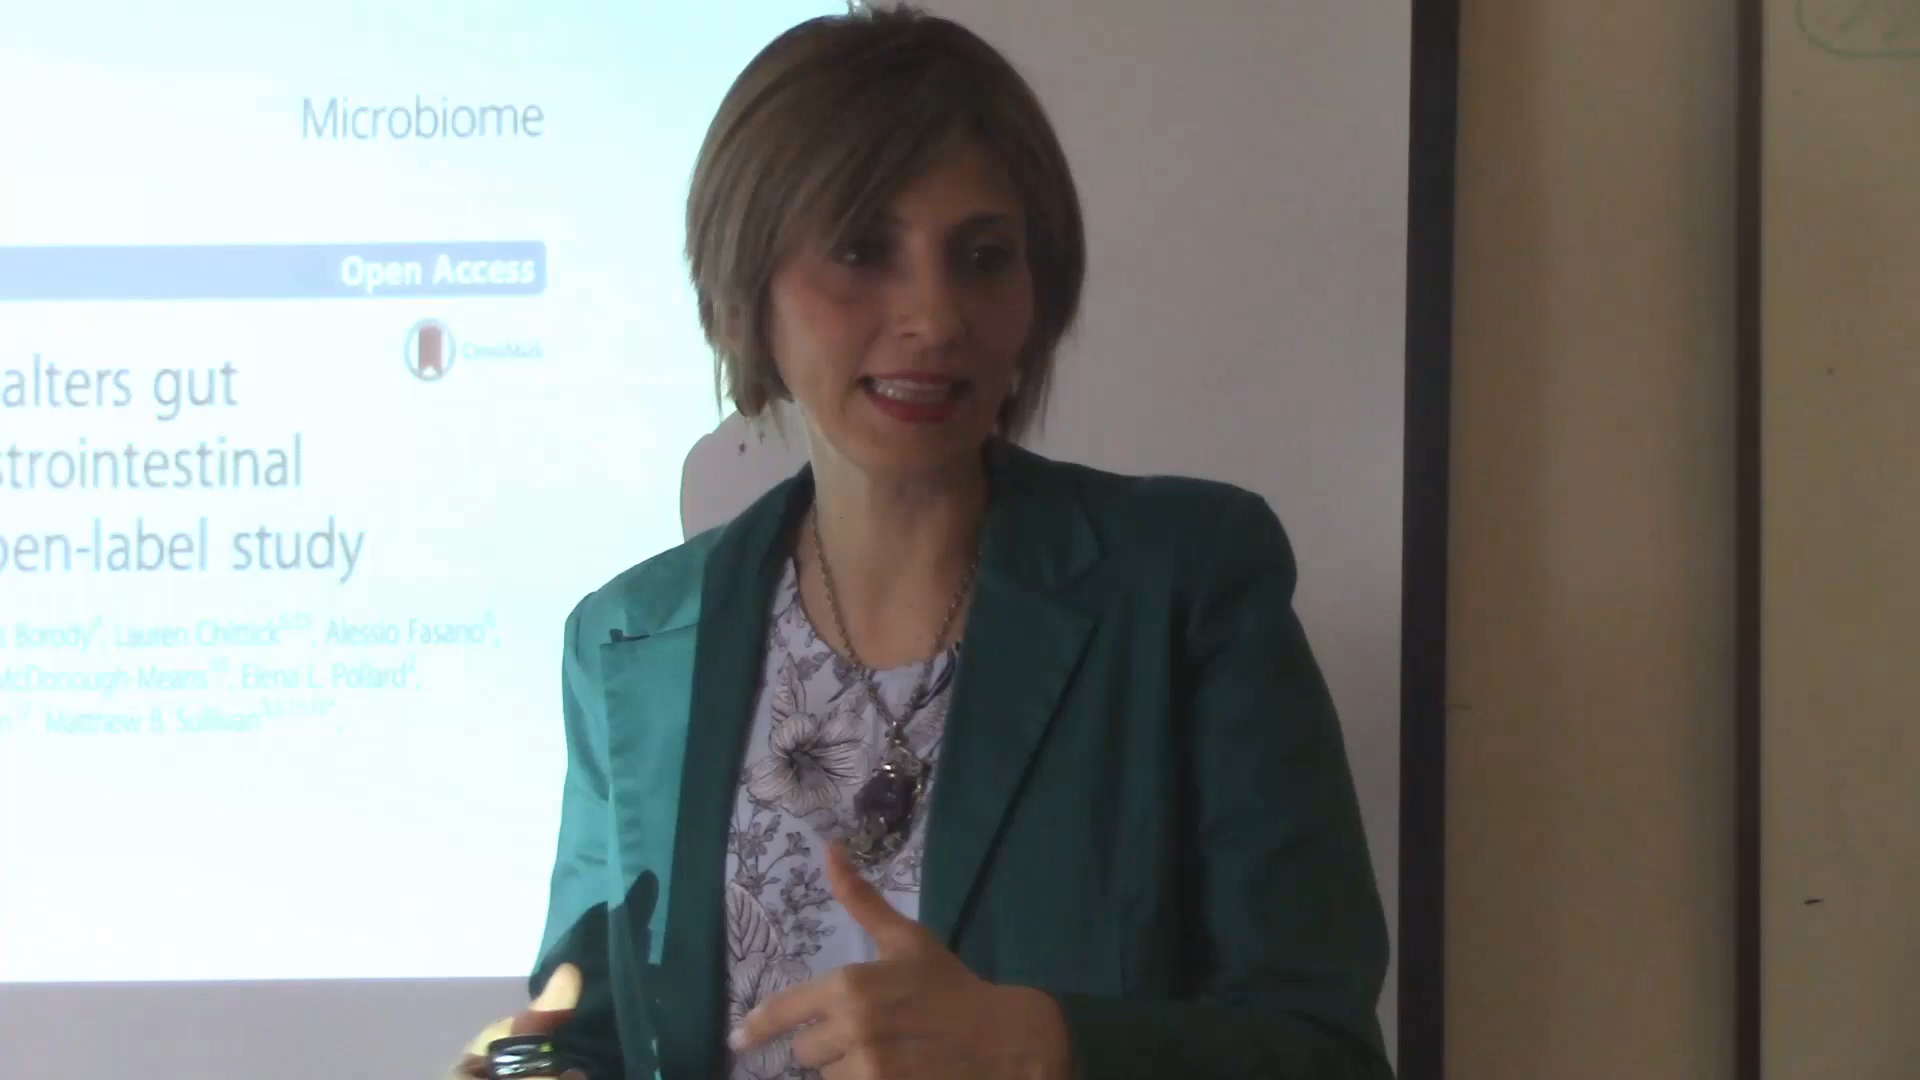 Microbiome
Open Access
CrossMark
alters gut
strointestinal
pen-label study
s Borody, Lauren Chittick, Alessio Fasano,
McDonough-Means, Elena L. Pollard,
Matthew B. Sullivan